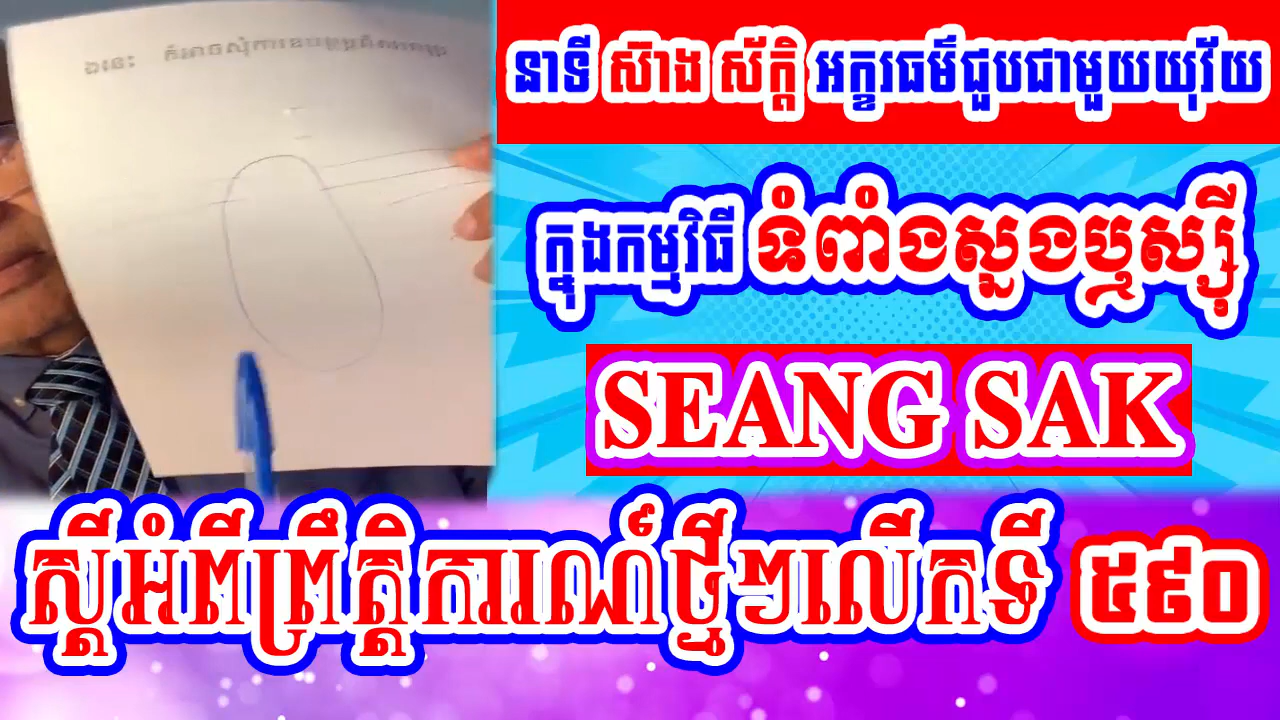 នាទី ស៊ាង ស័ក្តិ អក្ខរធម៍ជួបជាមួយយុវ័យ
ក្នុងកម្មវិធី ទំពាំងស្នងឬស្ស៊ី
SEANG SAK
ស្តីអំពីព្រឹត្តិការណ៍ថ្មីៗលើកទី ៥៩០